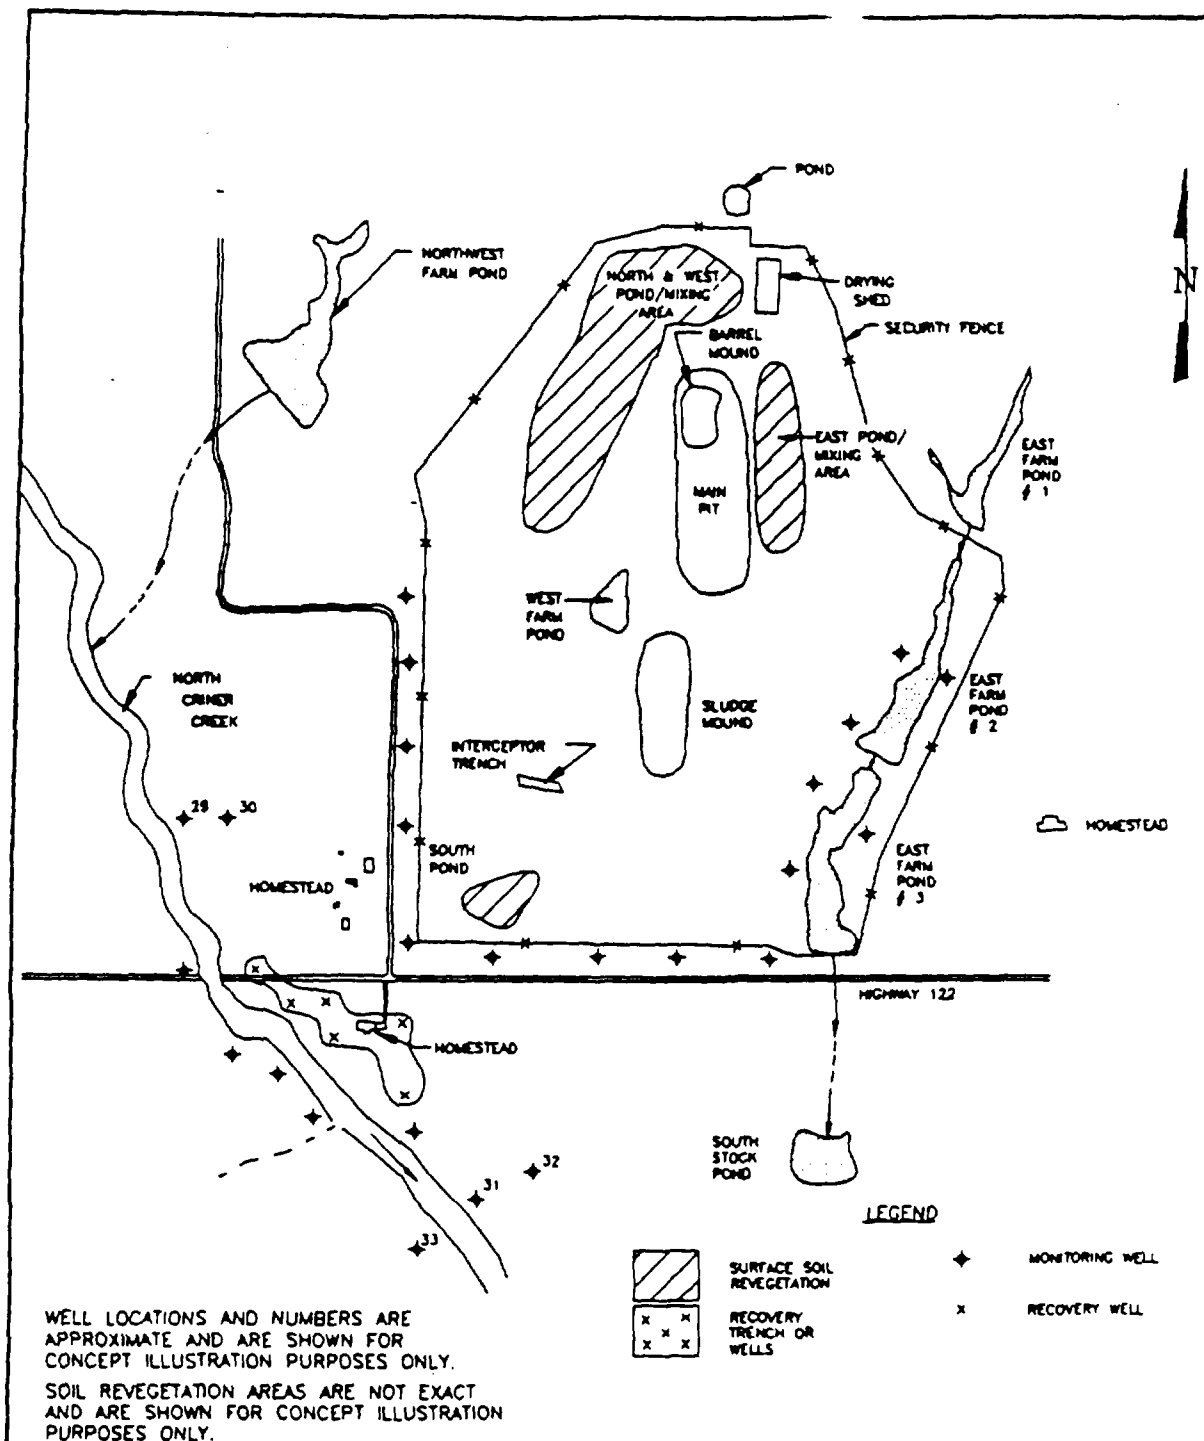 POND
NORTHWEST
FARM POND
NORTH & WEST
POND/MIXING
AREA
DRYING
SHED
N
SECURITY FENCE
BARREL
MOUND
EAST POND/
MIXING
AREA
EAST
FARM
POND
# 1
MAIN
PIT
WEST
FARM
POND
NORTH
CRINER
CREEK
SLUDGE
MOUND
EAST
FARM
POND
# 2
INTERCEPTOR
TRENCH
29 30
HOMESTEAD
SOUTH
POND
EAST
FARM
POND
# 3
HOMESTEAD
HIGHWAY 122
HOMESTEAD
SOUTH
STOCK
POND
32
31
33
LEGEND
SURFACE SOIL
REVEGETATION
MONITORING WELL
RECOVERY
TRENCH OR
WELLS
RECOVERY WELL
WELL LOCATIONS AND NUMBERS ARE
APPROXIMATE AND ARE SHOWN FOR
CONCEPT ILLUSTRATION PURPOSES ONLY.
SOIL REVEGETATION AREAS ARE NOT EXACT
AND ARE SHOWN FOR CONCEPT ILLUSTRATION
PURPOSES ONLY.